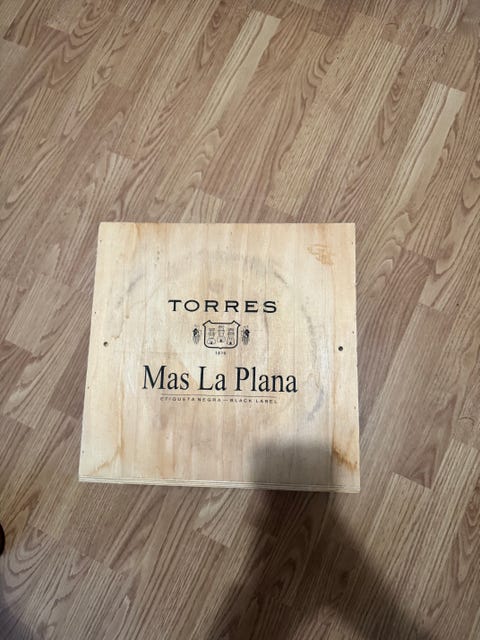 TORRES
1870
Mas La Plana
ETIQUETA NEGRA—BLACK LABEL